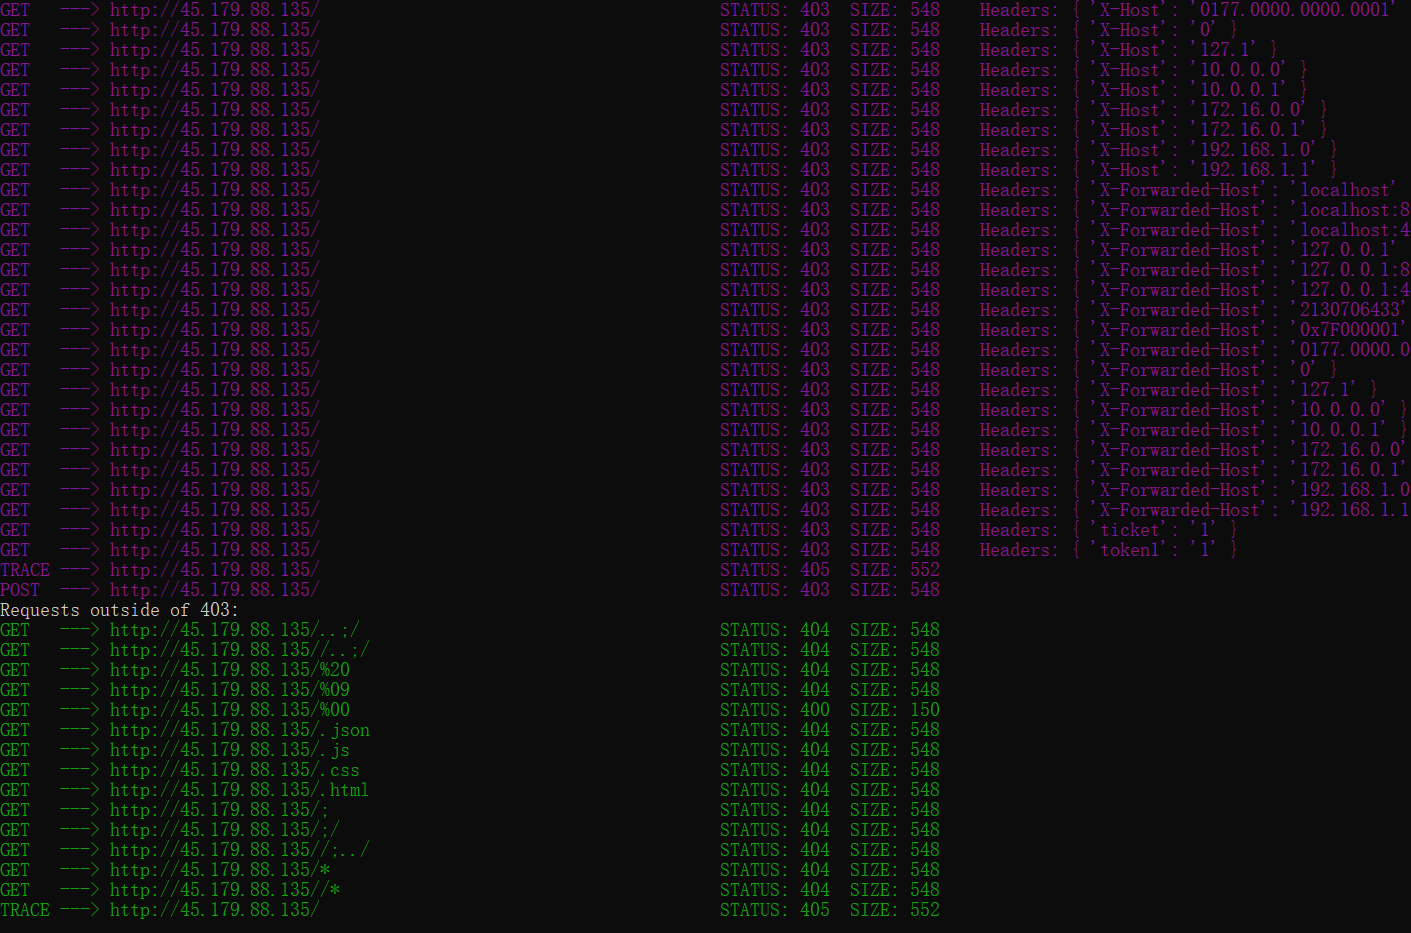 GET ---> http://45.179.88.135/ STATUS: 403 SIZE: 548 Headers: { 'X-Host': '0177.0000.0000.0001'
GET ---> http://45.179.88.135/ STATUS: 403 SIZE: 548 Headers: { 'X-Host': '0' }
GET ---> http://45.179.88.135/ STATUS: 403 SIZE: 548 Headers: { 'X-Host': '127.1' }
GET ---> http://45.179.88.135/ STATUS: 403 SIZE: 548 Headers: { 'X-Host': '10.0.0.0' }
GET ---> http://45.179.88.135/ STATUS: 403 SIZE: 548 Headers: { 'X-Host': '10.0.0.1' }
GET ---> http://45.179.88.135/ STATUS: 403 SIZE: 548 Headers: { 'X-Host': '172.16.0.0' }
GET ---> http://45.179.88.135/ STATUS: 403 SIZE: 548 Headers: { 'X-Host': '172.16.0.1' }
GET ---> http://45.179.88.135/ STATUS: 403 SIZE: 548 Headers: { 'X-Host': '192.168.1.0' }
GET ---> http://45.179.88.135/ STATUS: 403 SIZE: 548 Headers: { 'X-Host': '192.168.1.1' }
GET ---> http://45.179.88.135/ STATUS: 403 SIZE: 548 Headers: { 'X-Forwarded-Host': 'localhost'
GET ---> http://45.179.88.135/ STATUS: 403 SIZE: 548 Headers: { 'X-Forwarded-Host': 'localhost:8
GET ---> http://45.179.88.135/ STATUS: 403 SIZE: 548 Headers: { 'X-Forwarded-Host': 'localhost:4
GET ---> http://45.179.88.135/ STATUS: 403 SIZE: 548 Headers: { 'X-Forwarded-Host': '127.0.0.1'
GET ---> http://45.179.88.135/ STATUS: 403 SIZE: 548 Headers: { 'X-Forwarded-Host': '127.0.0.1:8
GET ---> http://45.179.88.135/ STATUS: 403 SIZE: 548 Headers: { 'X-Forwarded-Host': '127.0.0.1:4
GET ---> http://45.179.88.135/ STATUS: 403 SIZE: 548 Headers: { 'X-Forwarded-Host': '2130706433'
GET ---> http://45.179.88.135/ STATUS: 403 SIZE: 548 Headers: { 'X-Forwarded-Host': '0x7F000001'
GET ---> http://45.179.88.135/ STATUS: 403 SIZE: 548 Headers: { 'X-Forwarded-Host': '0177.0000.0
GET ---> http://45.179.88.135/ STATUS: 403 SIZE: 548 Headers: { 'X-Forwarded-Host': '0' }
GET ---> http://45.179.88.135/ STATUS: 403 SIZE: 548 Headers: { 'X-Forwarded-Host': '127.1' }
GET ---> http://45.179.88.135/ STATUS: 403 SIZE: 548 Headers: { 'X-Forwarded-Host': '10.0.0.0' }
GET ---> http://45.179.88.135/ STATUS: 403 SIZE: 548 Headers: { 'X-Forwarded-Host': '10.0.0.1' }
GET ---> http://45.179.88.135/ STATUS: 403 SIZE: 548 Headers: { 'X-Forwarded-Host': '172.16.0.0'
GET ---> http://45.179.88.135/ STATUS: 403 SIZE: 548 Headers: { 'X-Forwarded-Host': '172.16.0.1'
GET ---> http://45.179.88.135/ STATUS: 403 SIZE: 548 Headers: { 'X-Forwarded-Host': '192.168.1.0
GET ---> http://45.179.88.135/ STATUS: 403 SIZE: 548 Headers: { 'X-Forwarded-Host': '192.168.1.1
GET ---> http://45.179.88.135/ STATUS: 403 SIZE: 548 Headers: { 'ticket': '1' }
GET ---> http://45.179.88.135/ STATUS: 403 SIZE: 548 Headers: { 'token1': '1' }
TRACE ---> http://45.179.88.135/ STATUS: 405 SIZE: 552
POST ---> http://45.179.88.135/ STATUS: 403 SIZE: 548
Requests outside of 403:
GET ---> http://45.179.88.135/..;/ STATUS: 404 SIZE: 548
GET ---> http://45.179.88.135//..;/ STATUS: 404 SIZE: 548
GET ---> http://45.179.88.135/%20 STATUS: 404 SIZE: 548
GET ---> http://45.179.88.135/%09 STATUS: 404 SIZE: 548
GET ---> http://45.179.88.135/%00 STATUS: 400 SIZE: 150
GET ---> http://45.179.88.135/.json STATUS: 404 SIZE: 548
GET ---> http://45.179.88.135/.js STATUS: 404 SIZE: 548
GET ---> http://45.179.88.135/.css STATUS: 404 SIZE: 548
GET ---> http://45.179.88.135/.html STATUS: 404 SIZE: 548
GET ---> http://45.179.88.135/; STATUS: 404 SIZE: 548
GET ---> http://45.179.88.135/;/ STATUS: 404 SIZE: 548
GET ---> http://45.179.88.135//;../ STATUS: 404 SIZE: 548
GET ---> http://45.179.88.135/* STATUS: 404 SIZE: 548
GET ---> http://45.179.88.135//* STATUS: 404 SIZE: 548
TRACE ---> http://45.179.88.135/ STATUS: 405 SIZE: 552